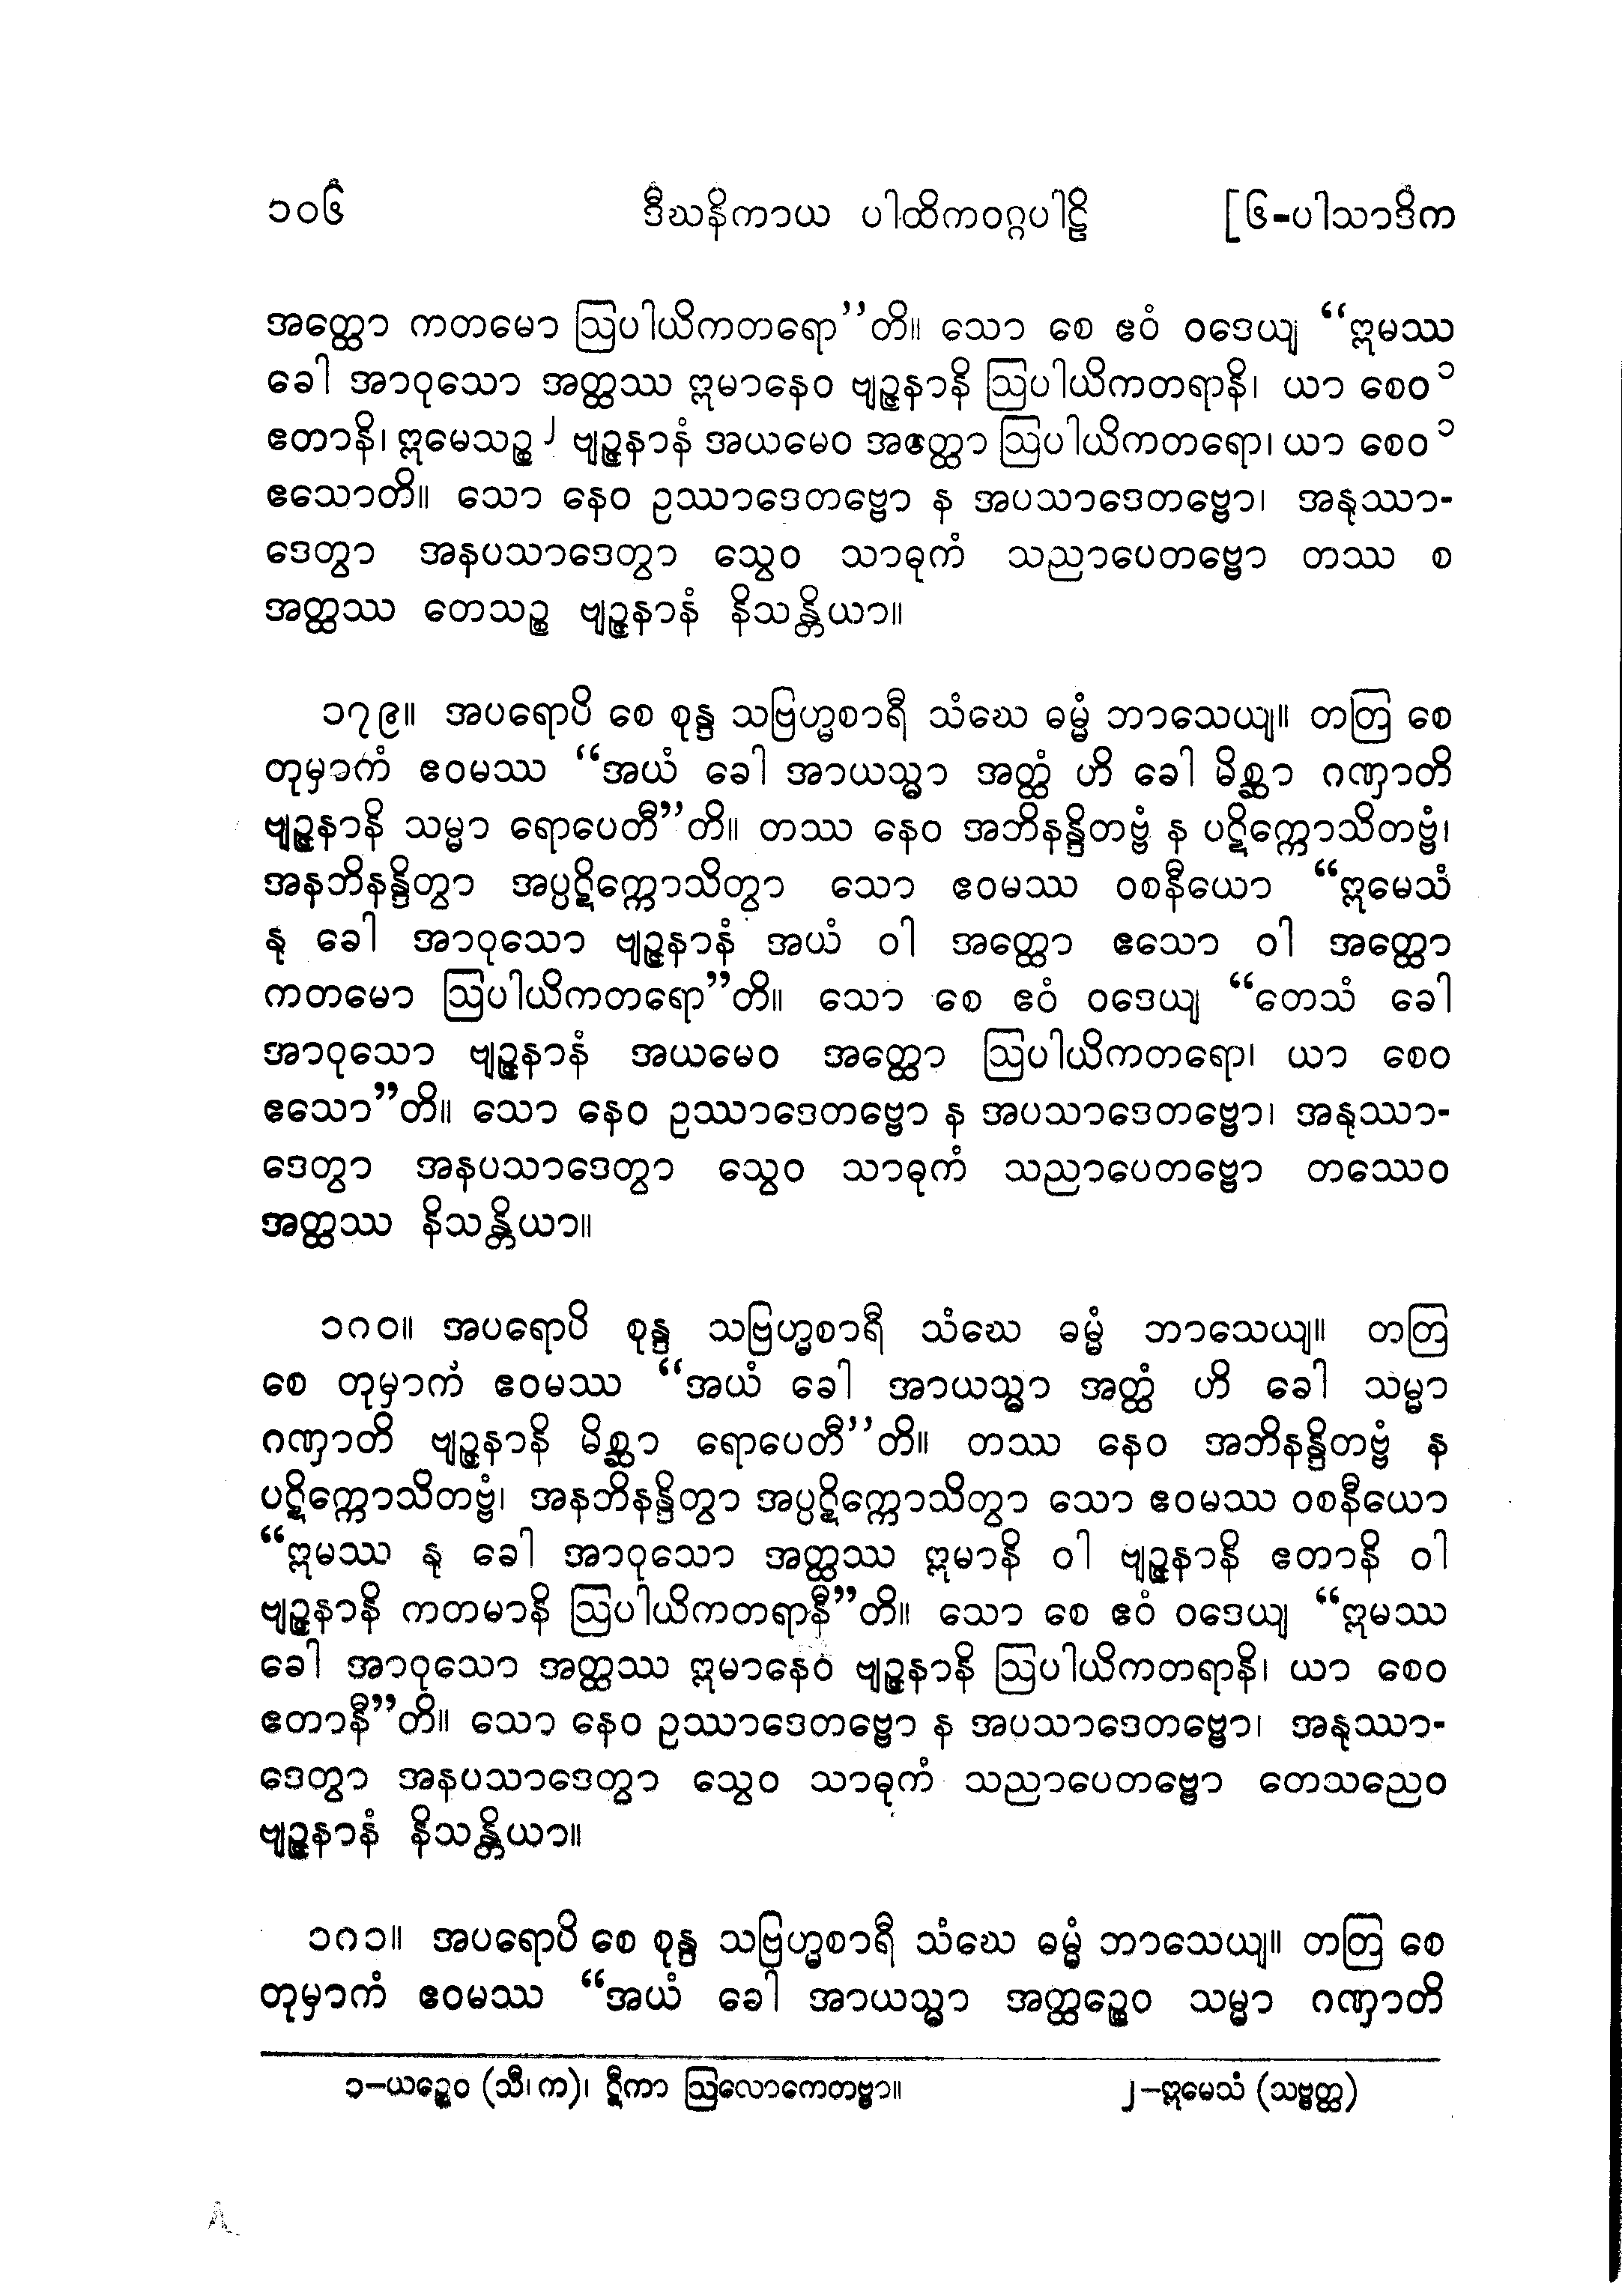 ၁၀၆ ဒီဃနိကာယ ပါထိကဝဂ္ဂပါဠိ [၆-ပါသာဒိက
အတ္ထော ကတမော ဩပါယိကတရော’’တိ။ သော စေ ဧဝံ ဝဒေယျ “ဣမဿ
ခေါ အာဝုသော အတ္ထဿ ဣမာနေဝ ဗျဉ္ဇနာနိ ဩပါယိကတရာနိ၊ ယာ စေဝ ၁
ဧတာနိ၊ ဣမေသဉ္စ ၂ ဗျဉ္ဇနာနံ အယမေဝ အတ္ထော ဩပါယိကတရော၊ ယာ စေဝ ၁
ဧသောတိ။ သော နေဝ ဥဿာဒေတဗ္ဗော န အပသာဒေတဗ္ဗော၊ အနုဿာ-
ဒေတွာ အနပသာဒေတွာ သွေဝ သာဓုကံ သညာပေတဗ္ဗော တဿ စ
အတ္ထဿ တေသဉ္စ ဗျဉ္ဇနာနံ နိသန္တိယာ။
၁၇၉။ အပရောပိ စေ စုန္ဒ သဗြဟ္မစာရီ သံဃေ ဓမ္မံ ဘာသေယျ။ တတြ စေ
တုမှာကံ ဧဝမဿ “အယံ ခေါ အာယသ္မာ အတ္ထံ ဟိ ခေါ မိစ္ဆာ ဂဏှာတိ
ဗျဉ္ဇနာနိ သမ္မာ ရောပေတီ”တိ။ တဿ နေဝ အဘိနန္ဒိတဗ္ဗံ န ပဋိက္ကောသိတဗ္ဗံ၊
အနဘိနန္ဒိတွာ အပ္ပဋိက္ကောသိတွာ သော ဧဝမဿ ဝစနီယော “ဣမေသံ
နု ခေါ အာဝုသော ဗျဉ္ဇနာနံ အယံ ဝါ အတ္ထော ဧသော ဝါ အတ္ထော
ကတမော ဩပါယိကတရော”တိ။ သော စေ ဧဝံ ဝဒေယျ “တေသံ ခေါ
အာဝုသော ဗျဉ္ဇနာနံ အယမေဝ အတ္ထော ဩပါယိကတရော၊ ယာ စေဝ
ဧသော”တိ။ သော နေဝ ဥဿာဒေတဗ္ဗော န အပသာဒေတဗ္ဗော၊ အနုဿာ-
ဒေတွာ အနပသာဒေတွာ သွေဝ သာဓုကံ သညာပေတဗ္ဗော တဿေဝ
အတ္ထဿ နိသန္တိယာ။
၁၈၀။ အပရောပိ စုန္ဒ သဗြဟ္မစာရီ သံဃေ ဓမ္မံ ဘာသေယျ။ တတြ
စေ တုမှာကံ ဧဝမဿ “အယံ ခေါ အာယသ္မာ အတ္ထံ ဟိ ခေါ သမ္မာ
ဂဏှာတိ ဗျဉ္ဇနာနိ မိစ္ဆာ ရောပေတီ’’တိ။ တဿ နေဝ အဘိနန္ဒိတဗ္ဗံ န
ပဋိက္ကောသိတဗ္ဗံ၊ အနဘိနန္ဒိတွာ အပ္ပဋိက္ကောသိတွာ သော ဧဝမဿ ဝစနီယော
“ဣမဿ နု ခေါ အာဝုသော အတ္ထဿ ဣမာနိ ဝါ ဗျဉ္ဇနာနိ ဧတာနိ ဝါ
ဗျဉ္ဇနာနိ ကတမာနိ ဩပါယိကတရာနီ”တိ။ သော စေ ဧဝံ ဝဒေယျ “ဣမဿ
ခေါ အာဝုသော အတ္ထဿ ဣမာနေဝ ဗျဉ္ဇနာနိ ဩပါယိကတရာနိ၊ ယာ စေဝ
ဧတာနီ”တိ။ သော နေဝ ဥဿာဒေတဗ္ဗော န အပသာဒေတဗ္ဗော၊ အနုဿာ-
ဒေတွာ အနပသာဒေတွာ သွေဝ သာဓုကံ သညာပေတဗ္ဗော တေသညေဝ
ဗျဉ္ဇနာနံ နိသန္တိယာ။
၁၈၁။ အပရောပိ စေ စုန္ဒ သဗြဟ္မစာရီ သံဃေ ဓမ္မံ ဘာသေယျ။ တတြ စေ
တုမှာကံ ဧဝမဿ “အယံ ခေါ အာယသ္မာ အတ္ထဉ္စေဝ သမ္မာ ဂဏှာတိ
၁–ယဉ္စေဝ (သီ၊ က)၊ ဋီကာ ဩလောကေတဗ္ဗာ။ ၂–ဣမေသံ (သဗ္ဗတ္ထ)